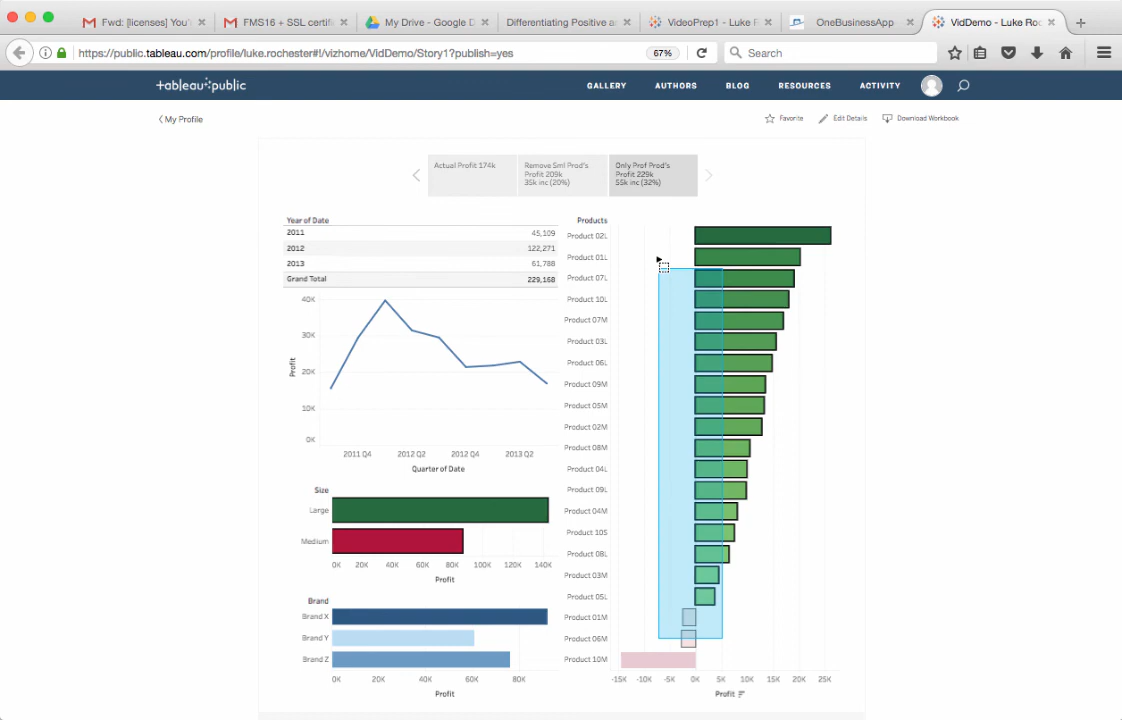 Fwd: [licenses] You'
FMS16 + SSL certifi
My Drive - Google D
Differentiating Positive a
VideoPrep1 - Luke R
OneBusinessApp
VidDemo - Luke Roc
https://public.tableau.com/profile/luke.rochester#!/vizhome/VidDemo/Story1?publish=yes
67%
Search
+ableau public
GALLERY
AUTHORS
BLOG
RESOURCES
ACTIVITY
My Profile
Favorite
Edit Details
Download Workbook
Actual Profit 174k
Remove Sml Prod's
Profit 209k
35k inc (20%)
Only Prof Prod's
Profit 229k
55k inc (32%)
Year of Date
2011 45,109
2012 122,271
2013 61,788
Grand Total 229,168
40K
30K
20K
10K
0K
Profit
2011 Q4 2012 Q2 2012 Q4 2013 Q2
Quarter of Date
Size
Large
Medium
0K 20K 40K 60K 80K 100K 120K 140K
Profit
Brand
Brand X
Brand Y
Brand Z
0K 20K 40K 60K 80K
Profit
Products
Product 02L
Product 01L
Product 07L
Product 10L
Product 07M
Product 03L
Product 06L
Product 09M
Product 05M
Product 02M
Product 08M
Product 04L
Product 09L
Product 04M
Product 10S
Product 08L
Product 03M
Product 05L
Product 01M
Product 06M
Product 10M
-15K -10K -5K 0K 5K 10K 15K 20K 25K
Profit